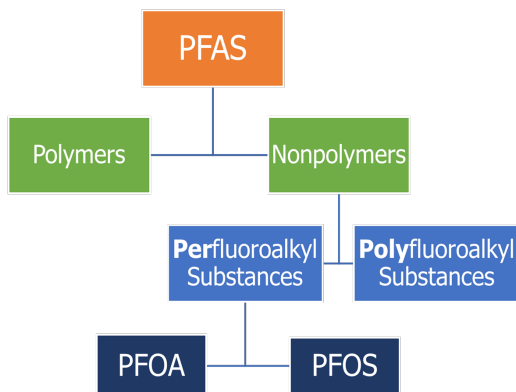 PFAS
Polymers
Nonpolymers
Perfluoroalkyl
Substances
Polyfluoroalkyl
Substances
PFOA
PFOS